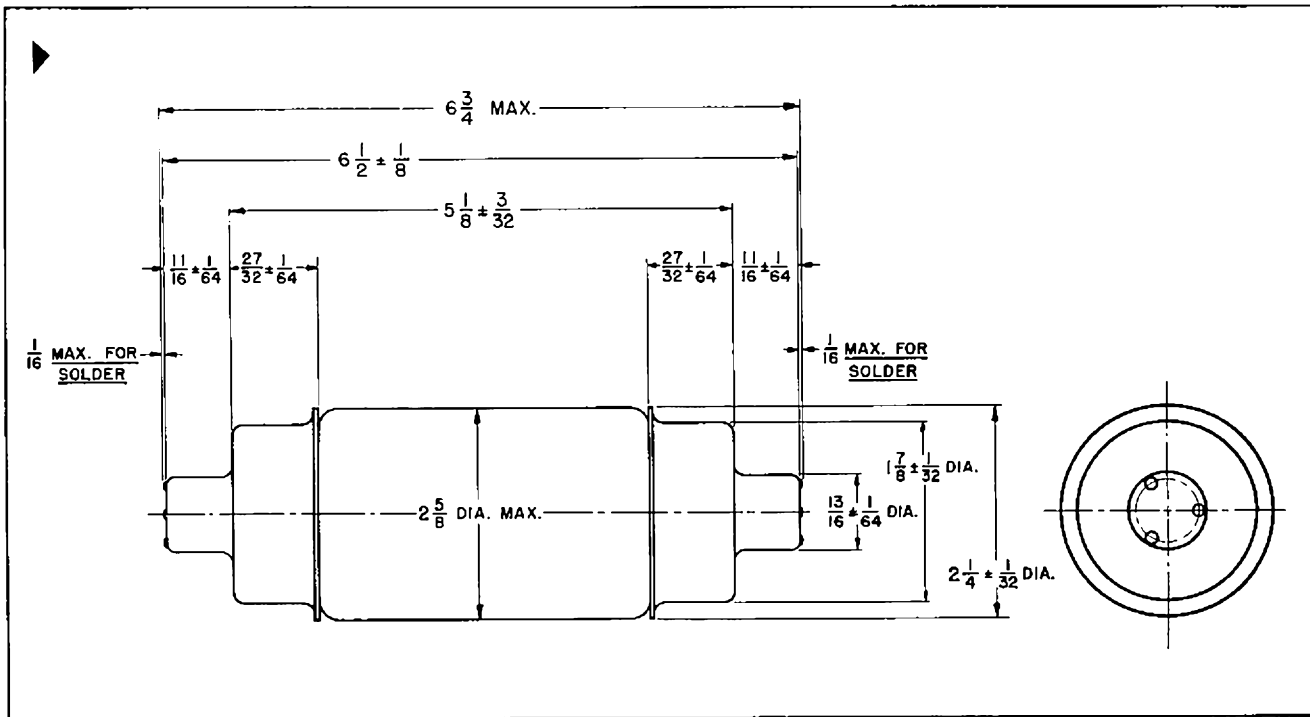 6 3/4 MAX.
6 1/2 ± 1/8
5 1/8 ± 3/32
11/16 ± 1/64
27/32 ± 1/64
27/32 ± 1/64
11/16 ± 1/64
1/16 MAX. FOR
SOLDER
1/16 MAX. FOR
SOLDER
1 7/8 ± 1/32 DIA.
2 5/8 DIA. MAX.
13/16 ± 1/64 DIA.
2 1/4 ± 1/32 DIA.